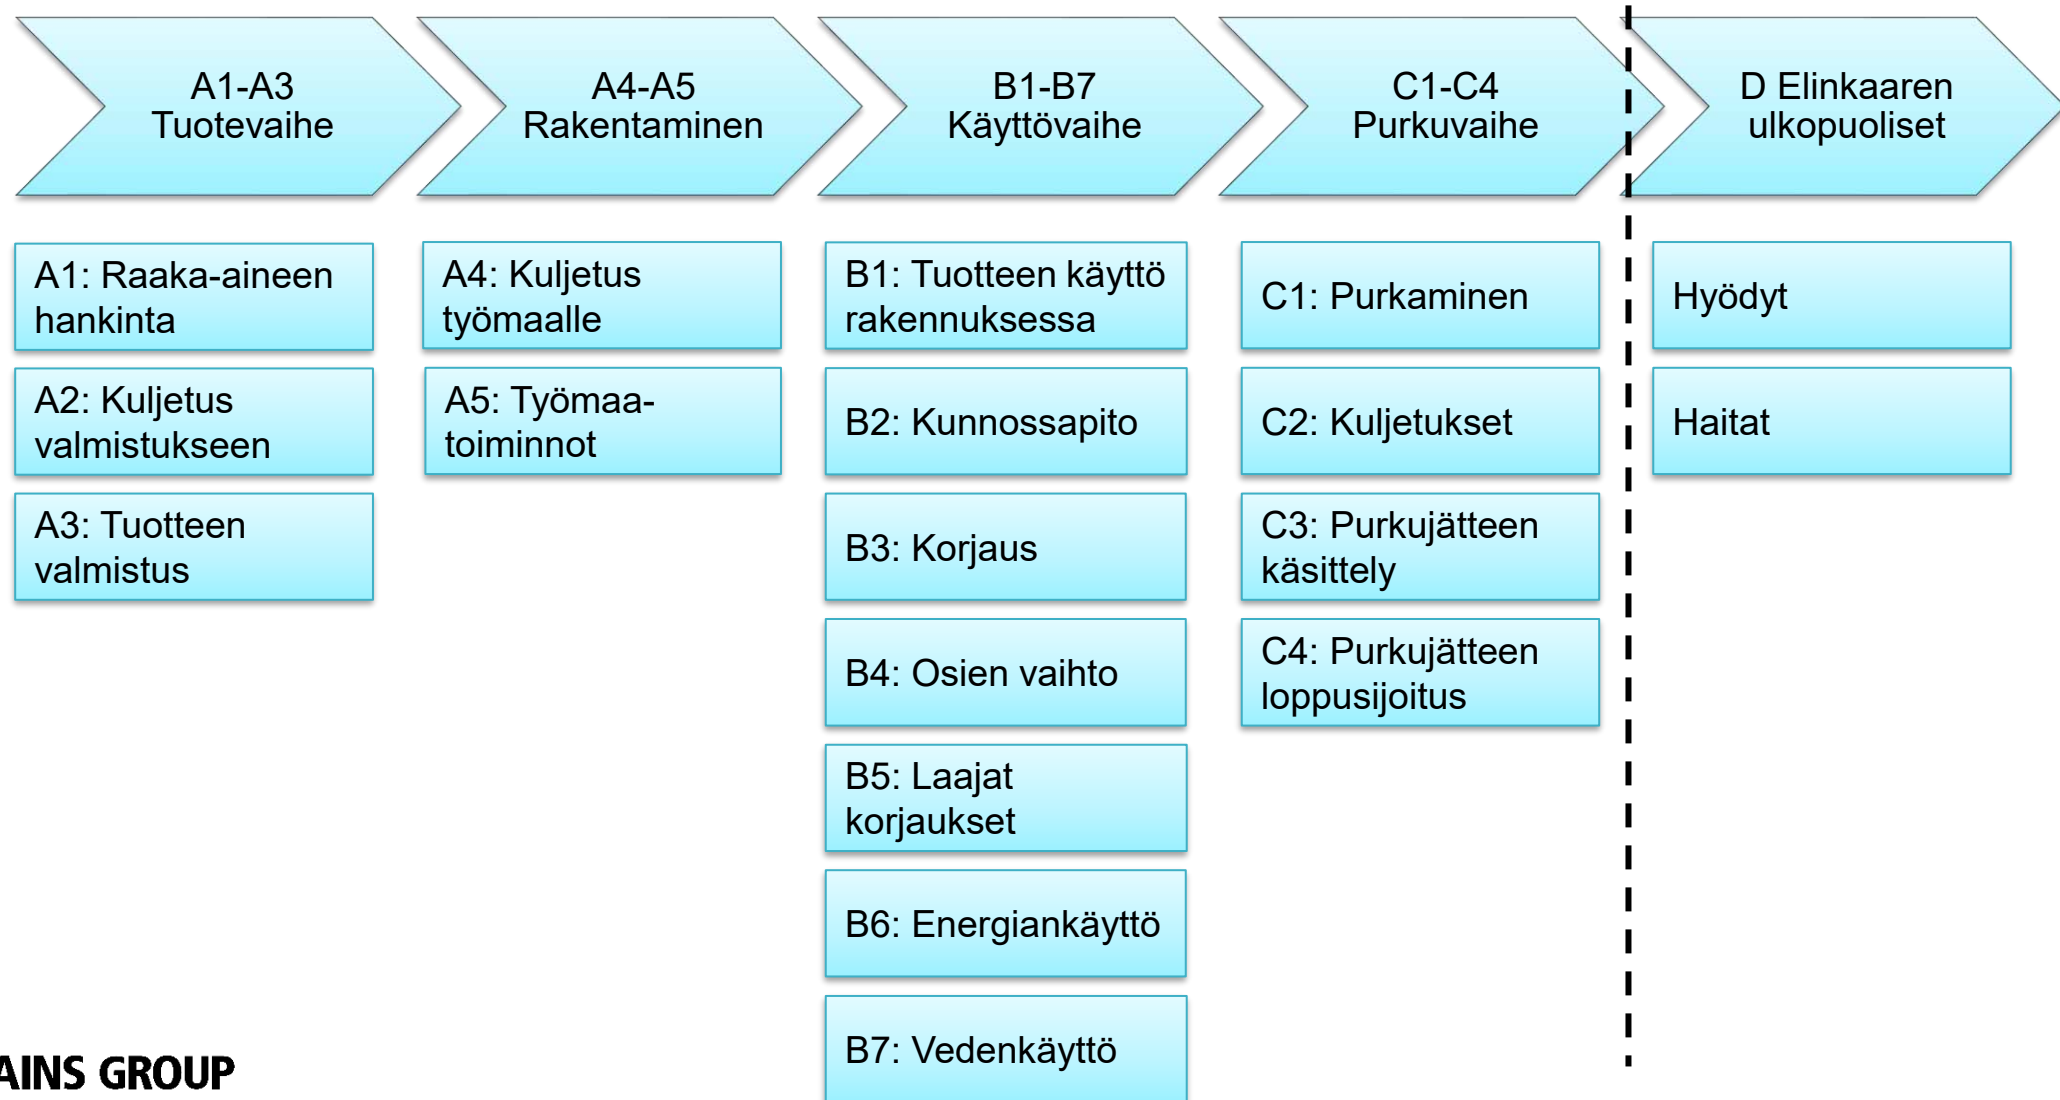 A1-A3
Tuotevaihe
A4-A5
Rakentaminen
B1-B7
Käyttövaihe
C1-C4
Purkuvaihe
D Elinkaaren
ulkopuoliset
A1: Raaka-aineen
hankinta
A2: Kuljetus
valmistukseen
A3: Tuotteen
valmistus
A4: Kuljetus
työmaalle
A5: Työmaa-
toiminnot
B1: Tuotteen käyttö
rakennuksessa
B2: Kunnossapito
B3: Korjaus
B4: Osien vaihto
B5: Laajat
korjaukset
B6: Energiankäyttö
B7: Vedenkäyttö
C1: Purkaminen
C2: Kuljetukset
C3: Purkujätteen
käsittely
C4: Purkujätteen
loppusijoitus
Hyödyt
Haitat
AINS GROUP